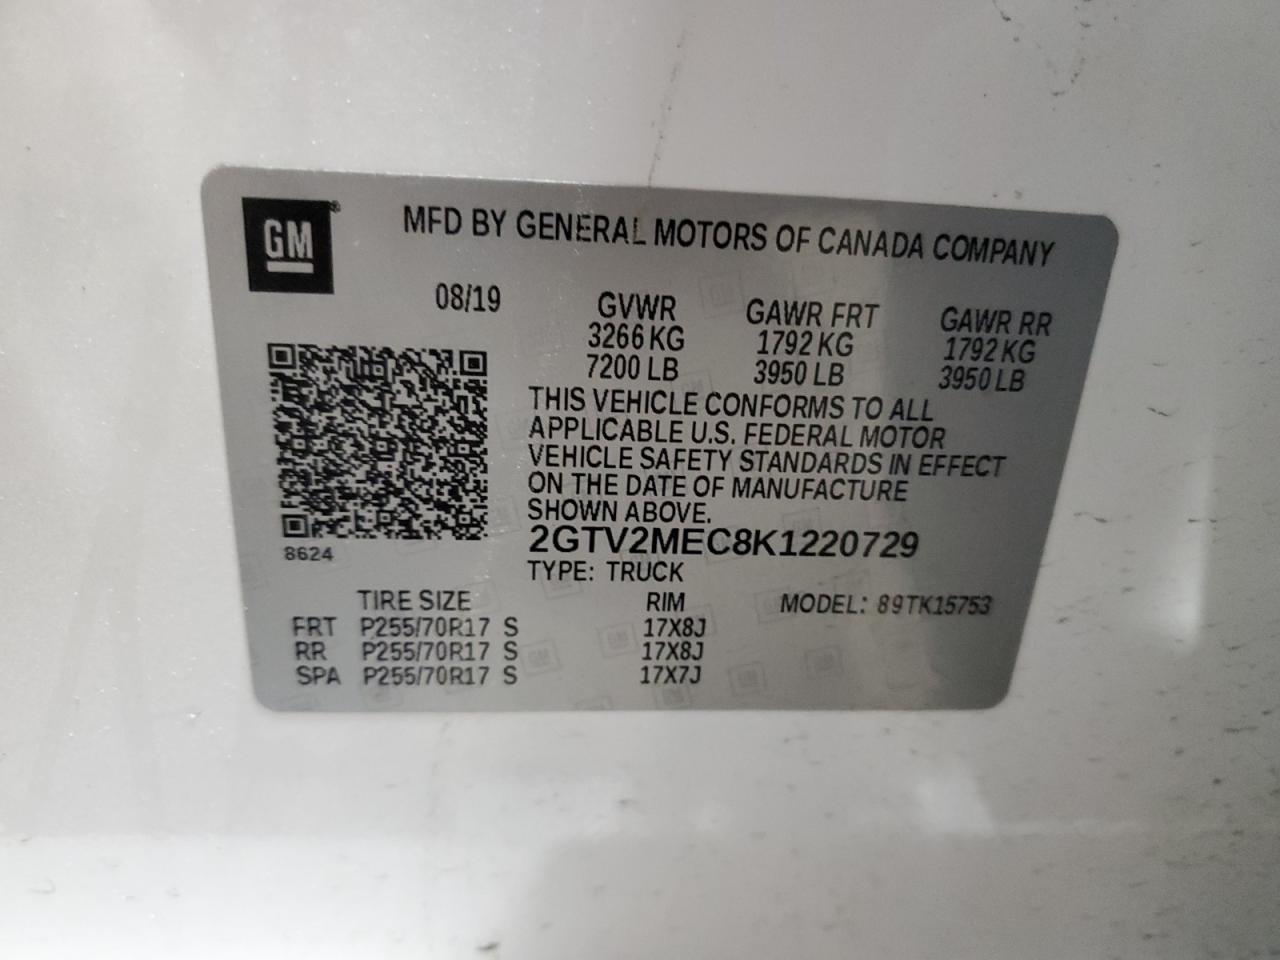 GM®
MFD BY GENERAL MOTORS OF CANADA COMPANY
08/19 GVWR GAWR FRT GAWR RR
3266 KG 1792 KG 1792 KG
7200 LB 3950 LB 3950 LB
THIS VEHICLE CONFORMS TO ALL
APPLICABLE U.S. FEDERAL MOTOR
VEHICLE SAFETY STANDARDS IN EFFECT
ON THE DATE OF MANUFACTURE
SHOWN ABOVE.
8624
2GTV2MEC8K1220729
TYPE: TRUCK
TIRE SIZE RIM MODEL: 89TK15753
FRT P255/70R17 S 17X8J
RR P255/70R17 S 17X8J
SPA P255/70R17 S 17X7J